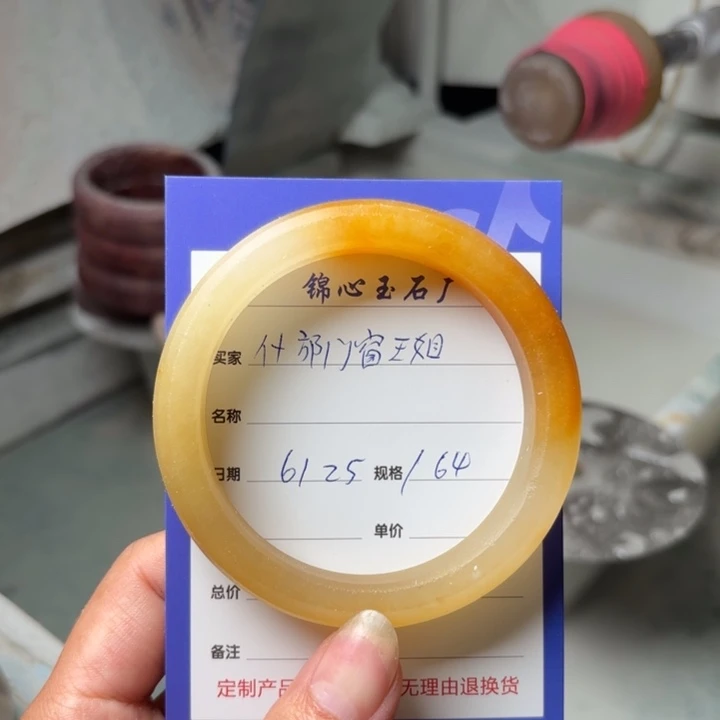 锦心玉石厂
买家 什邡川窗王姐
名称
日期 6125 规格/64
单价
总价
备注
定制产品 无理由退换货